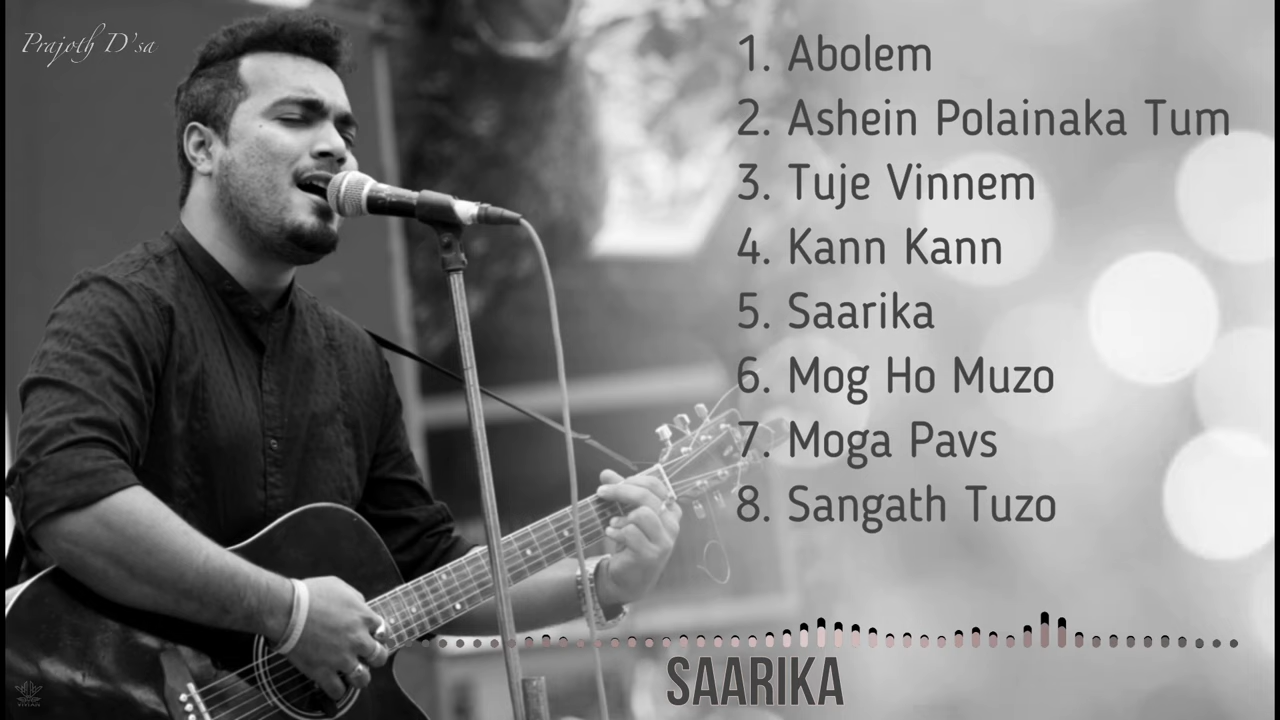 Prajoth D'sa
1. Abolem
2. Ashein Polainaka Tum
3. Tuje Vinnem
4. Kann Kann
5. Saarika
6. Mog Ho Muzo
7. Moga Pavs
8. Sangath Tuzo
SAARIKA